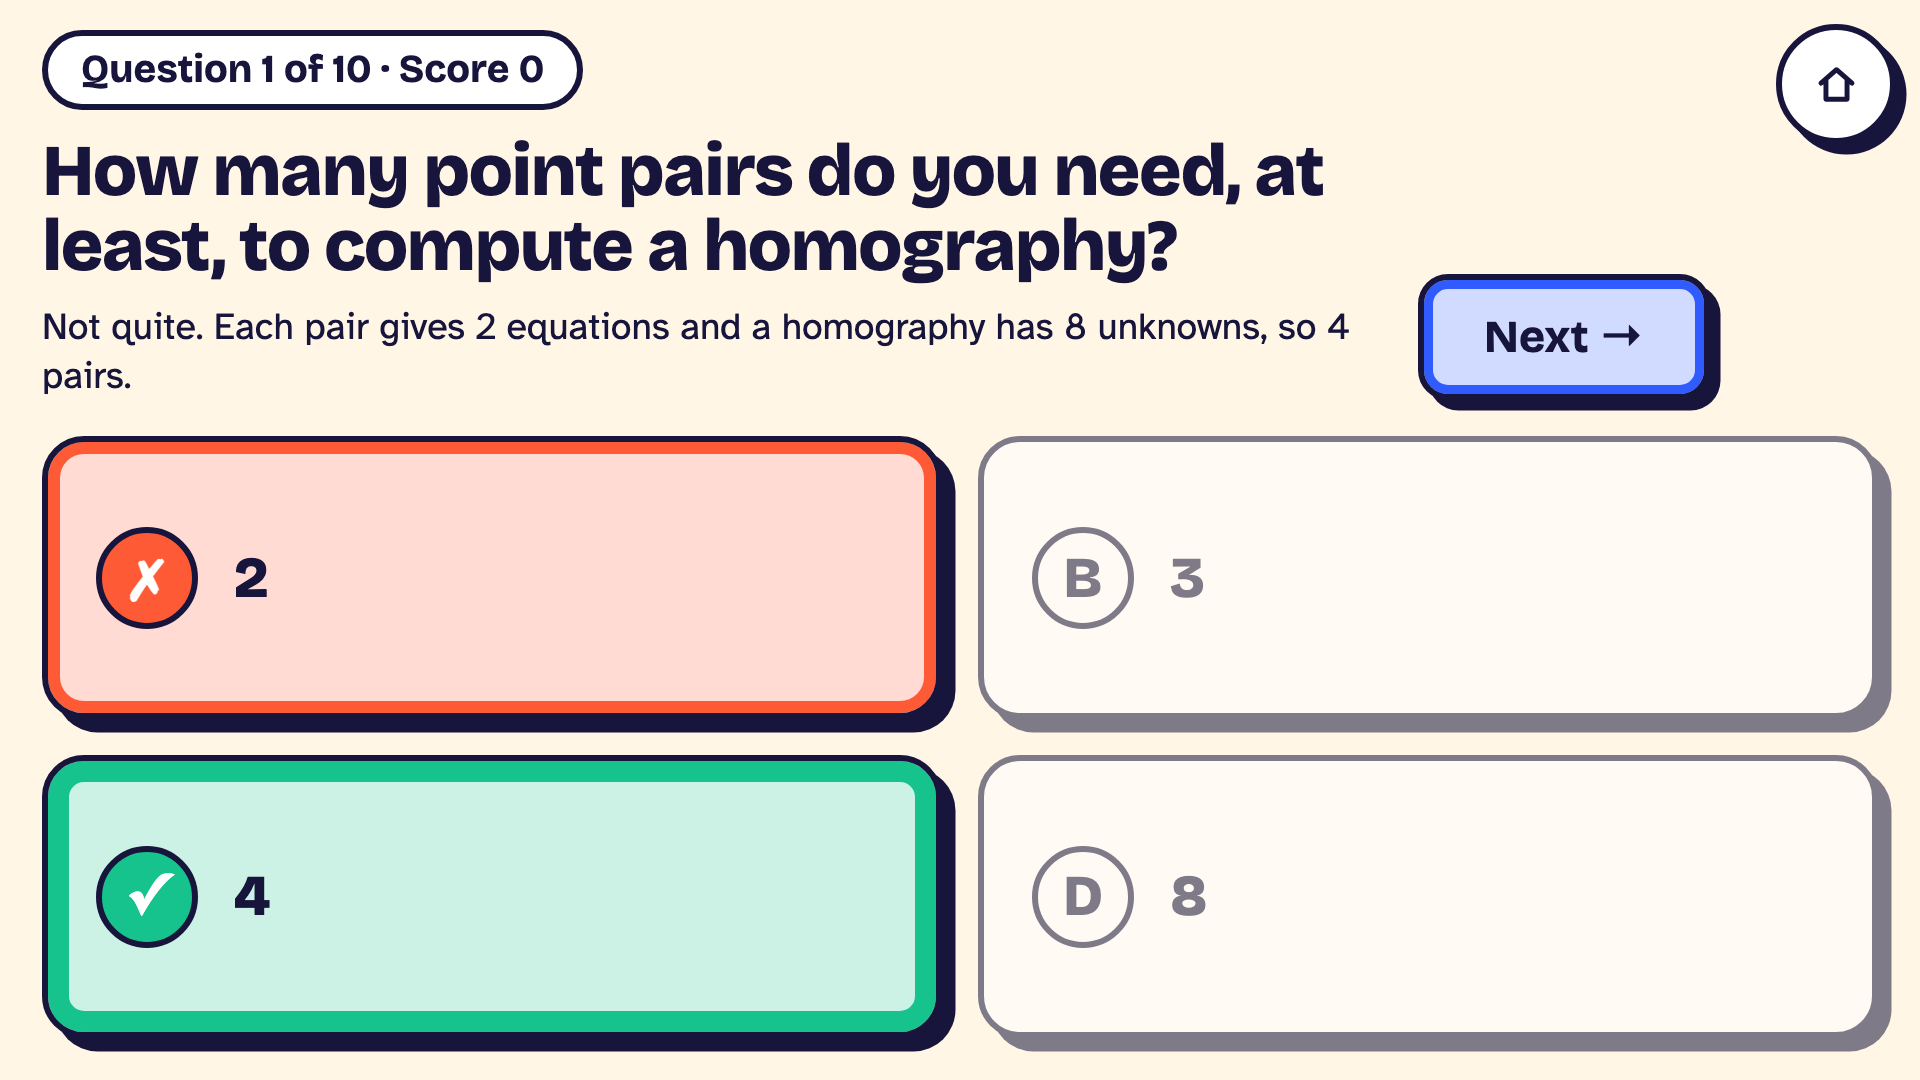 Question 1 of 10 · Score 0
How many point pairs do you need, at
least, to compute a homography?
Not quite. Each pair gives 2 equations and a homography has 8 unknowns, so 4
pairs.
Next →
✗ 2
B 3
✓ 4
D 8